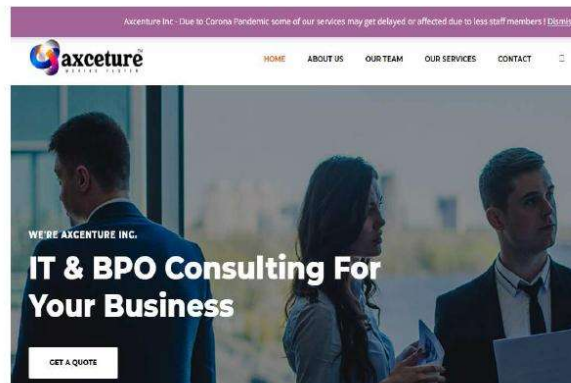 Axcenture Inc - Due to Corona Pandemic some of our services may get delayed or affected due to less staff members ! Dismis
axceture
HOME ABOUT US OUR TEAM OUR SERVICES CONTACT
WE'RE AXCENTURE INC.
IT & BPO Consulting For
Your Business
GET A QUOTE